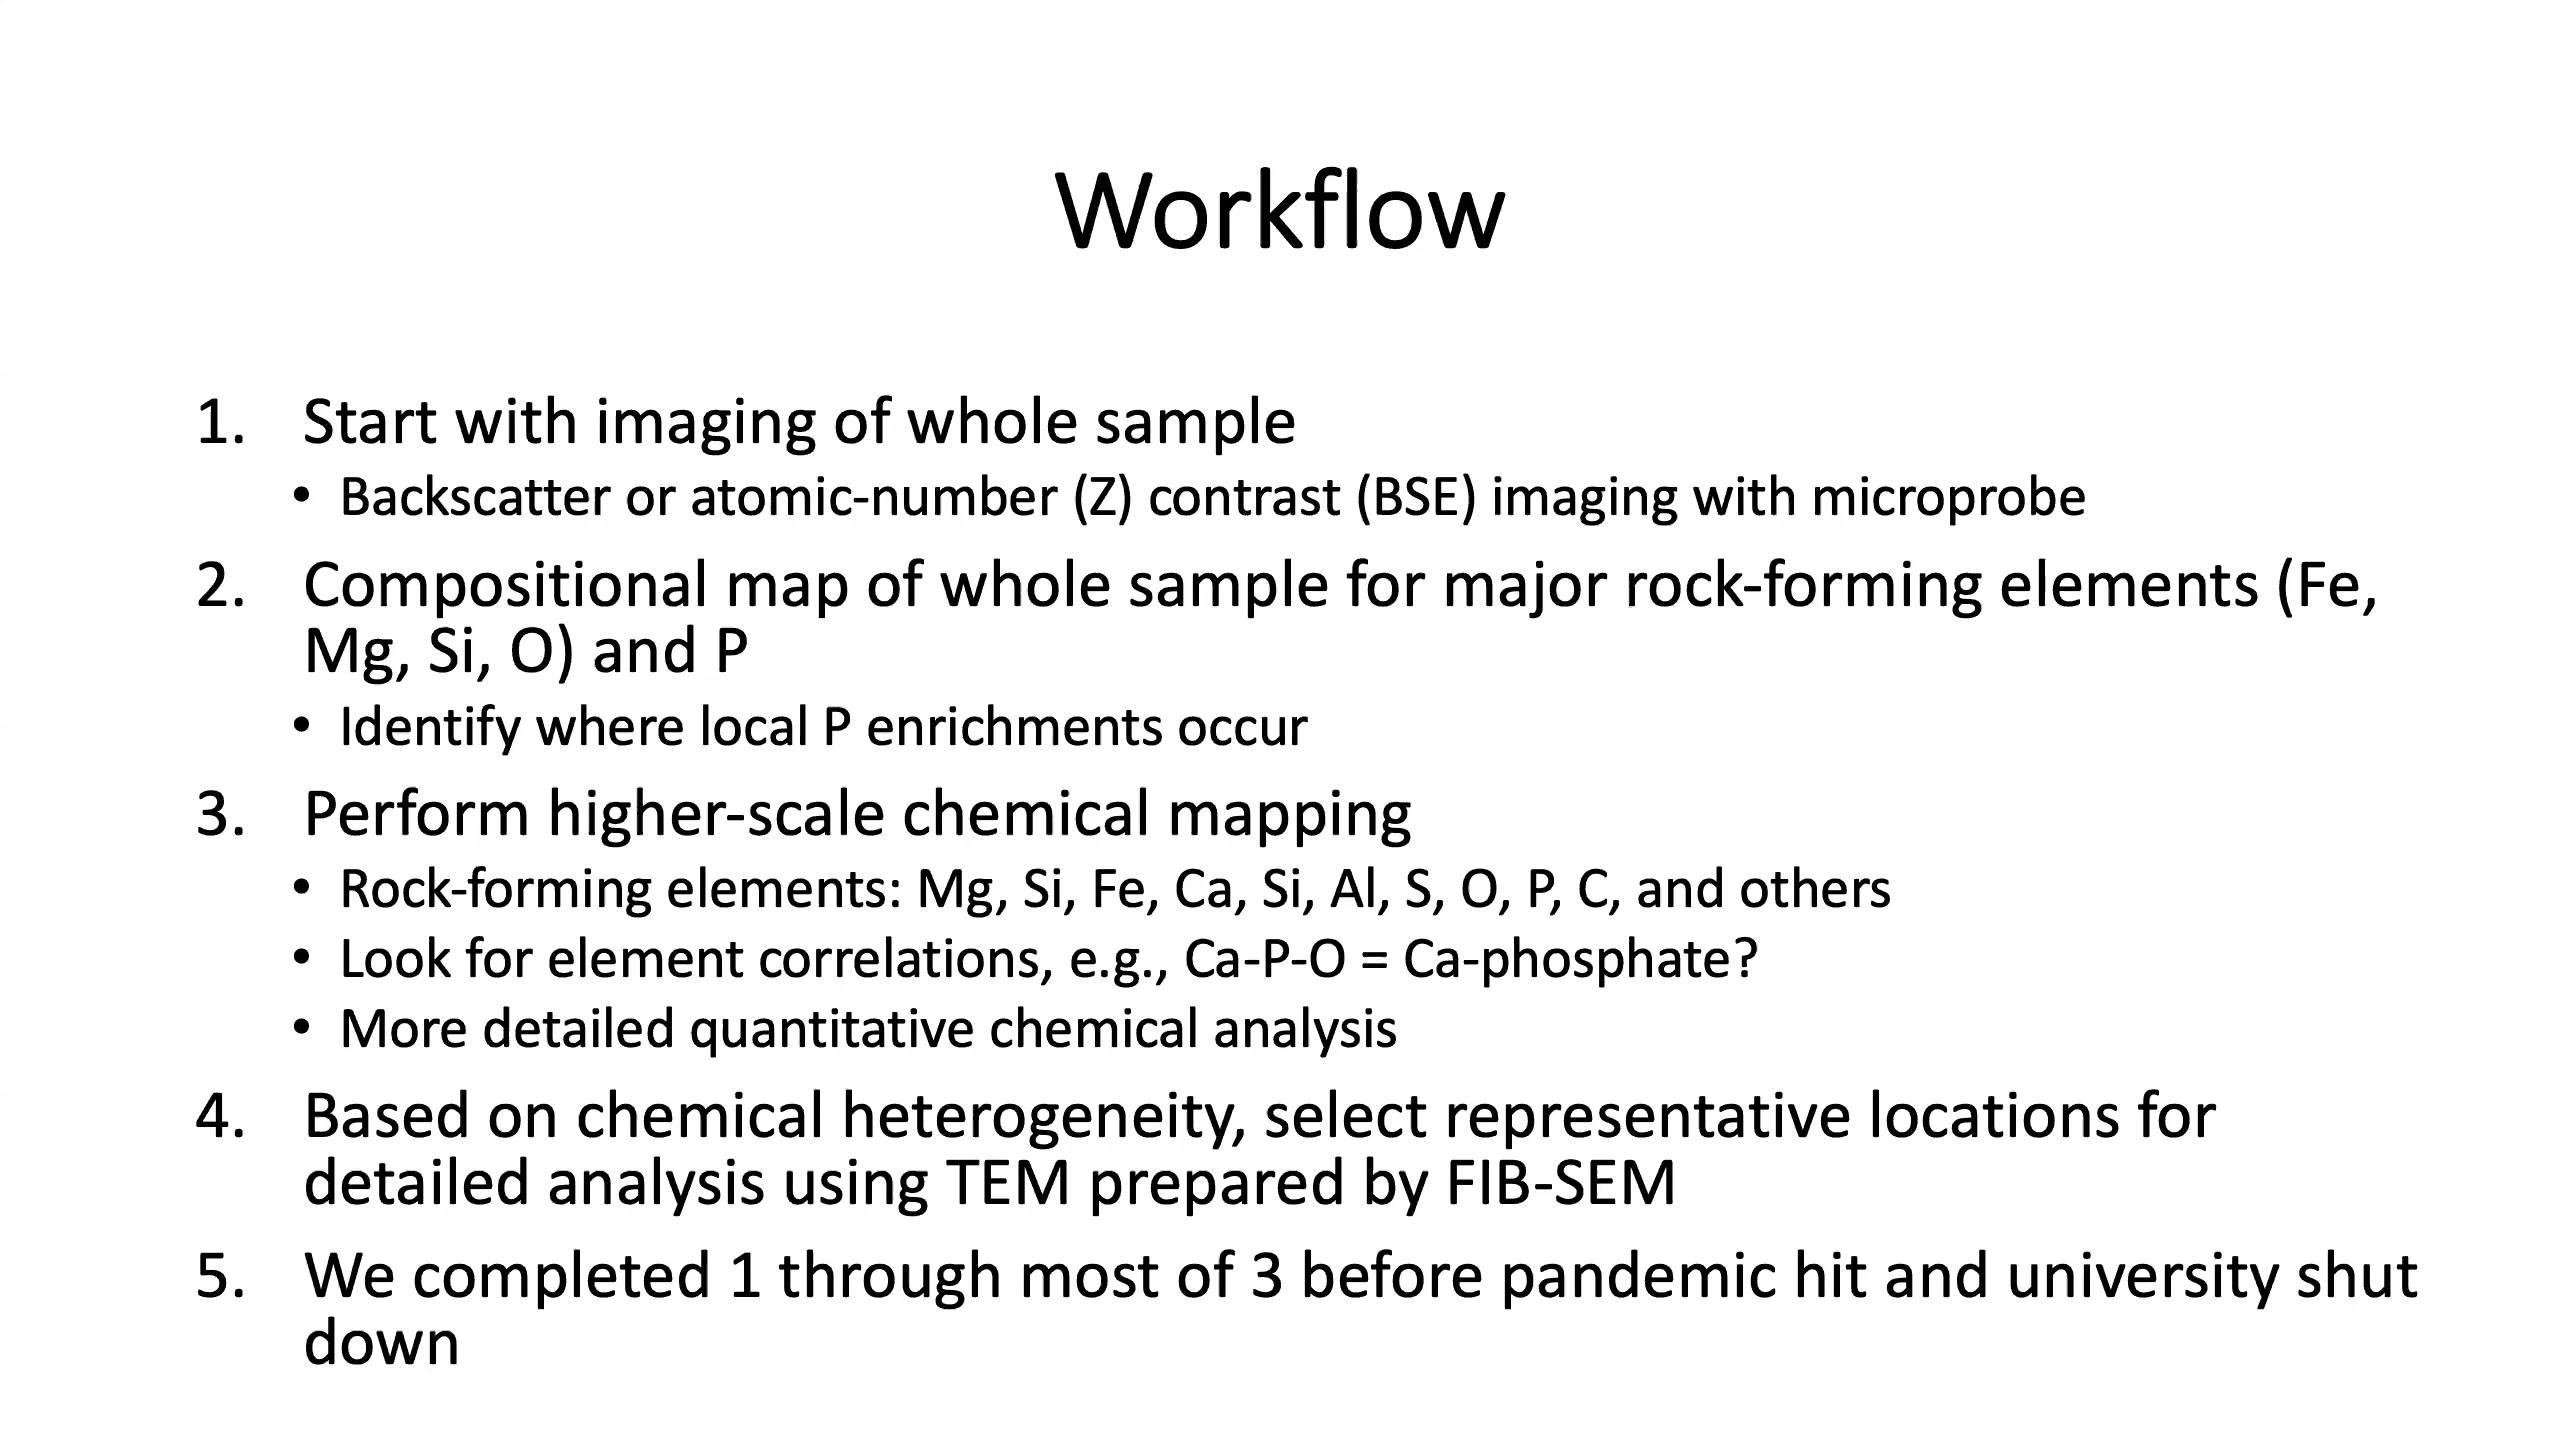 Workflow
1. Start with imaging of whole sample
• Backscatter or atomic-number (Z) contrast (BSE) imaging with microprobe
2. Compositional map of whole sample for major rock-forming elements (Fe,
Mg, Si, O) and P
• Identify where local P enrichments occur
3. Perform higher-scale chemical mapping
• Rock-forming elements: Mg, Si, Fe, Ca, Si, Al, S, O, P, C, and others
• Look for element correlations, e.g., Ca-P-O = Ca-phosphate?
• More detailed quantitative chemical analysis
4. Based on chemical heterogeneity, select representative locations for
detailed analysis using TEM prepared by FIB-SEM
5. We completed 1 through most of 3 before pandemic hit and university shut
down